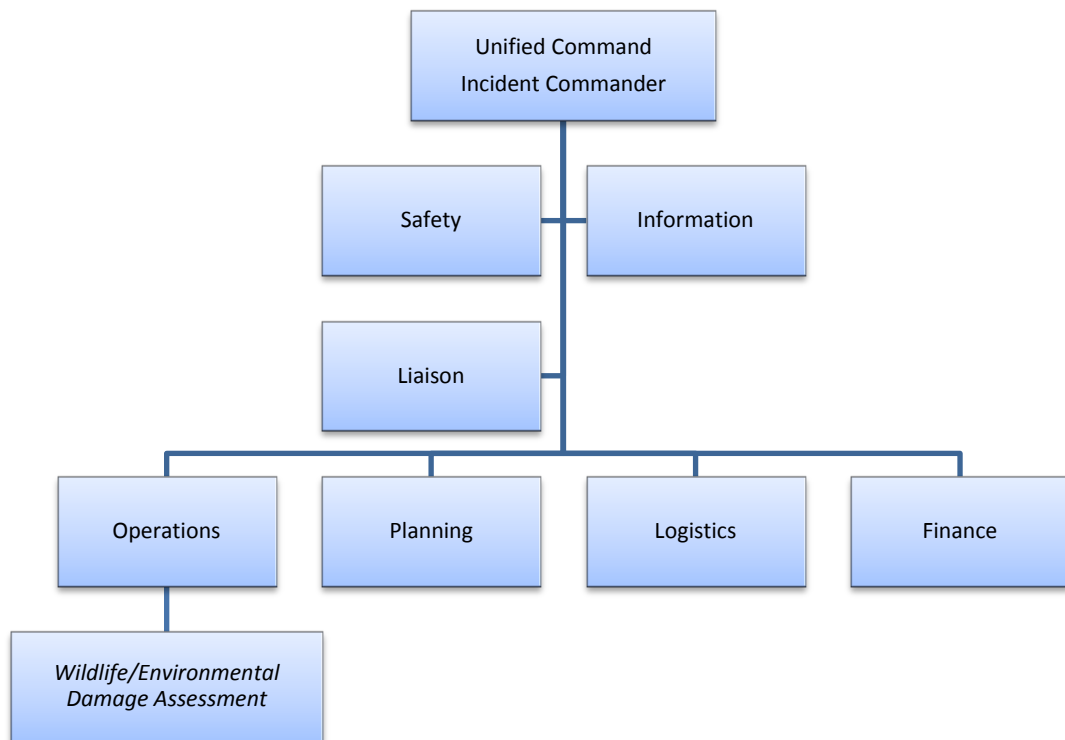 Unified Command
Incident Commander
Safety
Information
Liaison
Operations
Planning
Logistics
Finance
Wildlife/Environmental
Damage Assessment